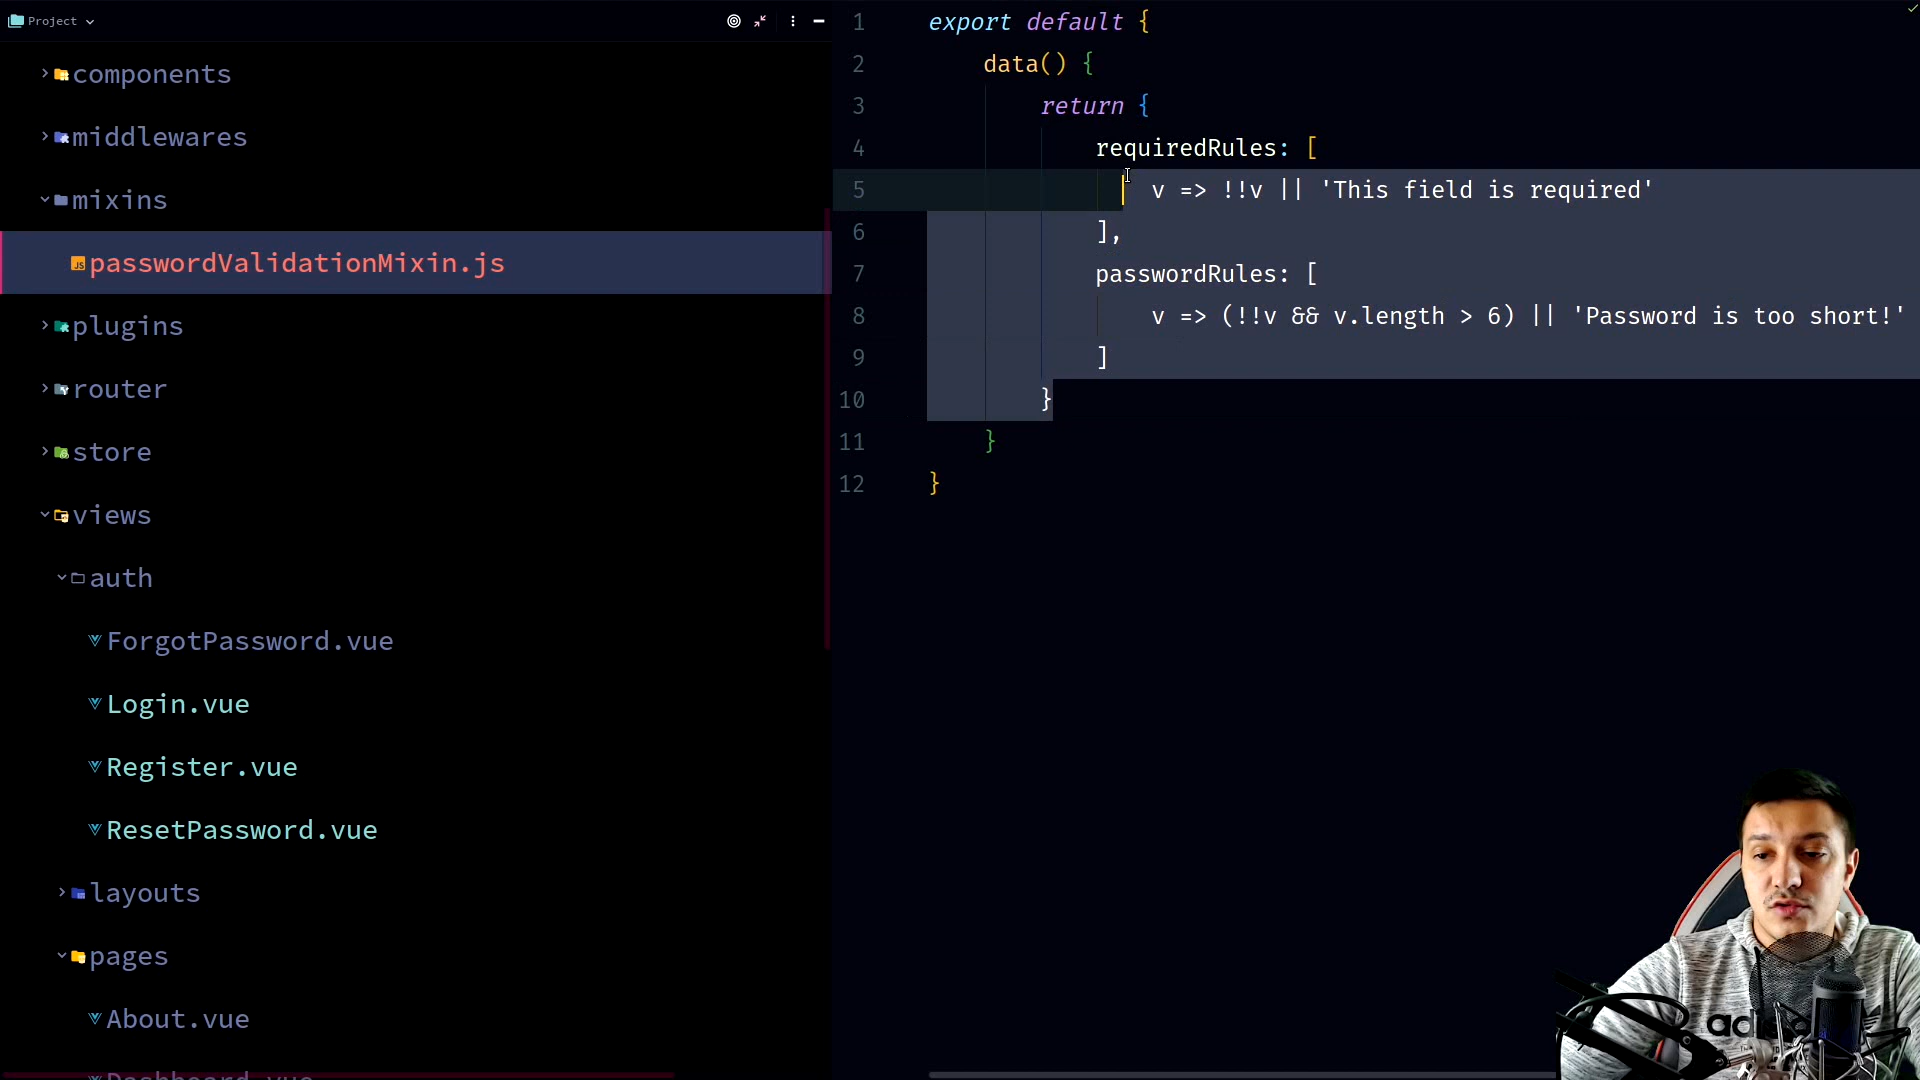 Project
components
middlewares
mixins
passwordValidationMixin.js
plugins
router
store
views
auth
ForgotPassword.vue
Login.vue
Register.vue
ResetPassword.vue
layouts
pages
About.vue
Dashboard.vue
1 export default {
2 data() {
3 return {
4 requiredRules: [
5 v => !!v || 'This field is required'
6 ],
7 passwordRules: [
8 v => (!!v && v.length > 6) || 'Password is too short!'
9 ]
10 }
11 }
12 }